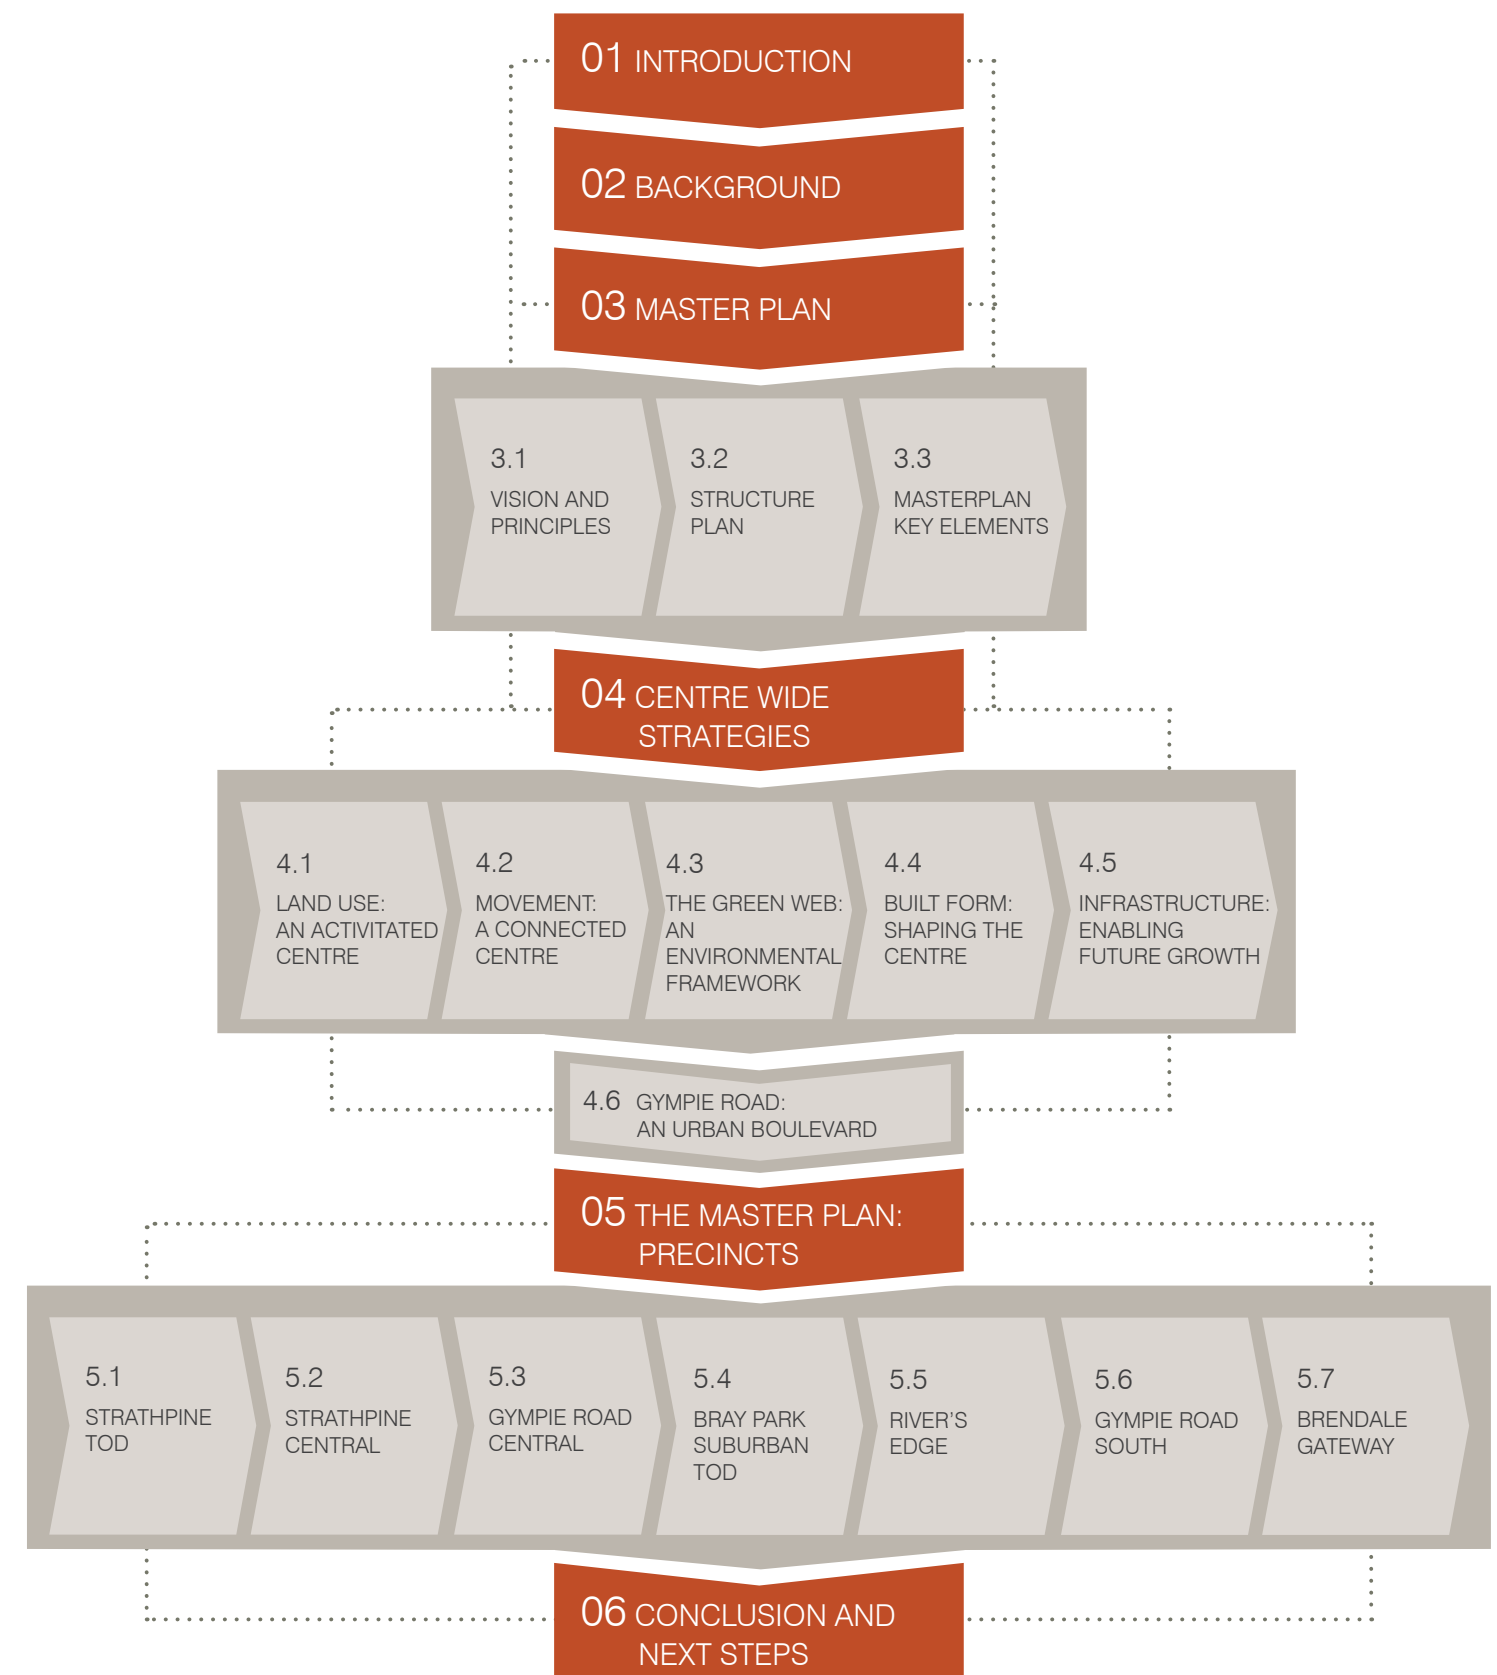 01 INTRODUCTION
02 BACKGROUND
03 MASTER PLAN
3.1
VISION AND
PRINCIPLES
3.2
STRUCTURE
PLAN
3.3
MASTERPLAN
KEY ELEMENTS
04 CENTRE WIDE
STRATEGIES
4.1
LAND USE:
AN ACTIVITATED
CENTRE
4.2
MOVEMENT:
A CONNECTED
CENTRE
4.3
THE GREEN WEB:
AN
ENVIRONMENTAL
FRAMEWORK
4.4
BUILT FORM:
SHAPING THE
CENTRE
4.5
INFRASTRUCTURE:
ENABLING
FUTURE GROWTH
4.6 GYMPIE ROAD:
AN URBAN BOULEVARD
05 THE MASTER PLAN:
PRECINCTS
5.1
STRATHPINE
TOD
5.2
STRATHPINE
CENTRAL
5.3
GYMPIE ROAD
CENTRAL
5.4
BRAY PARK
SUBURBAN
TOD
5.5
RIVER'S
EDGE
5.6
GYMPIE ROAD
SOUTH
5.7
BRENDALE
GATEWAY
06 CONCLUSION AND
NEXT STEPS